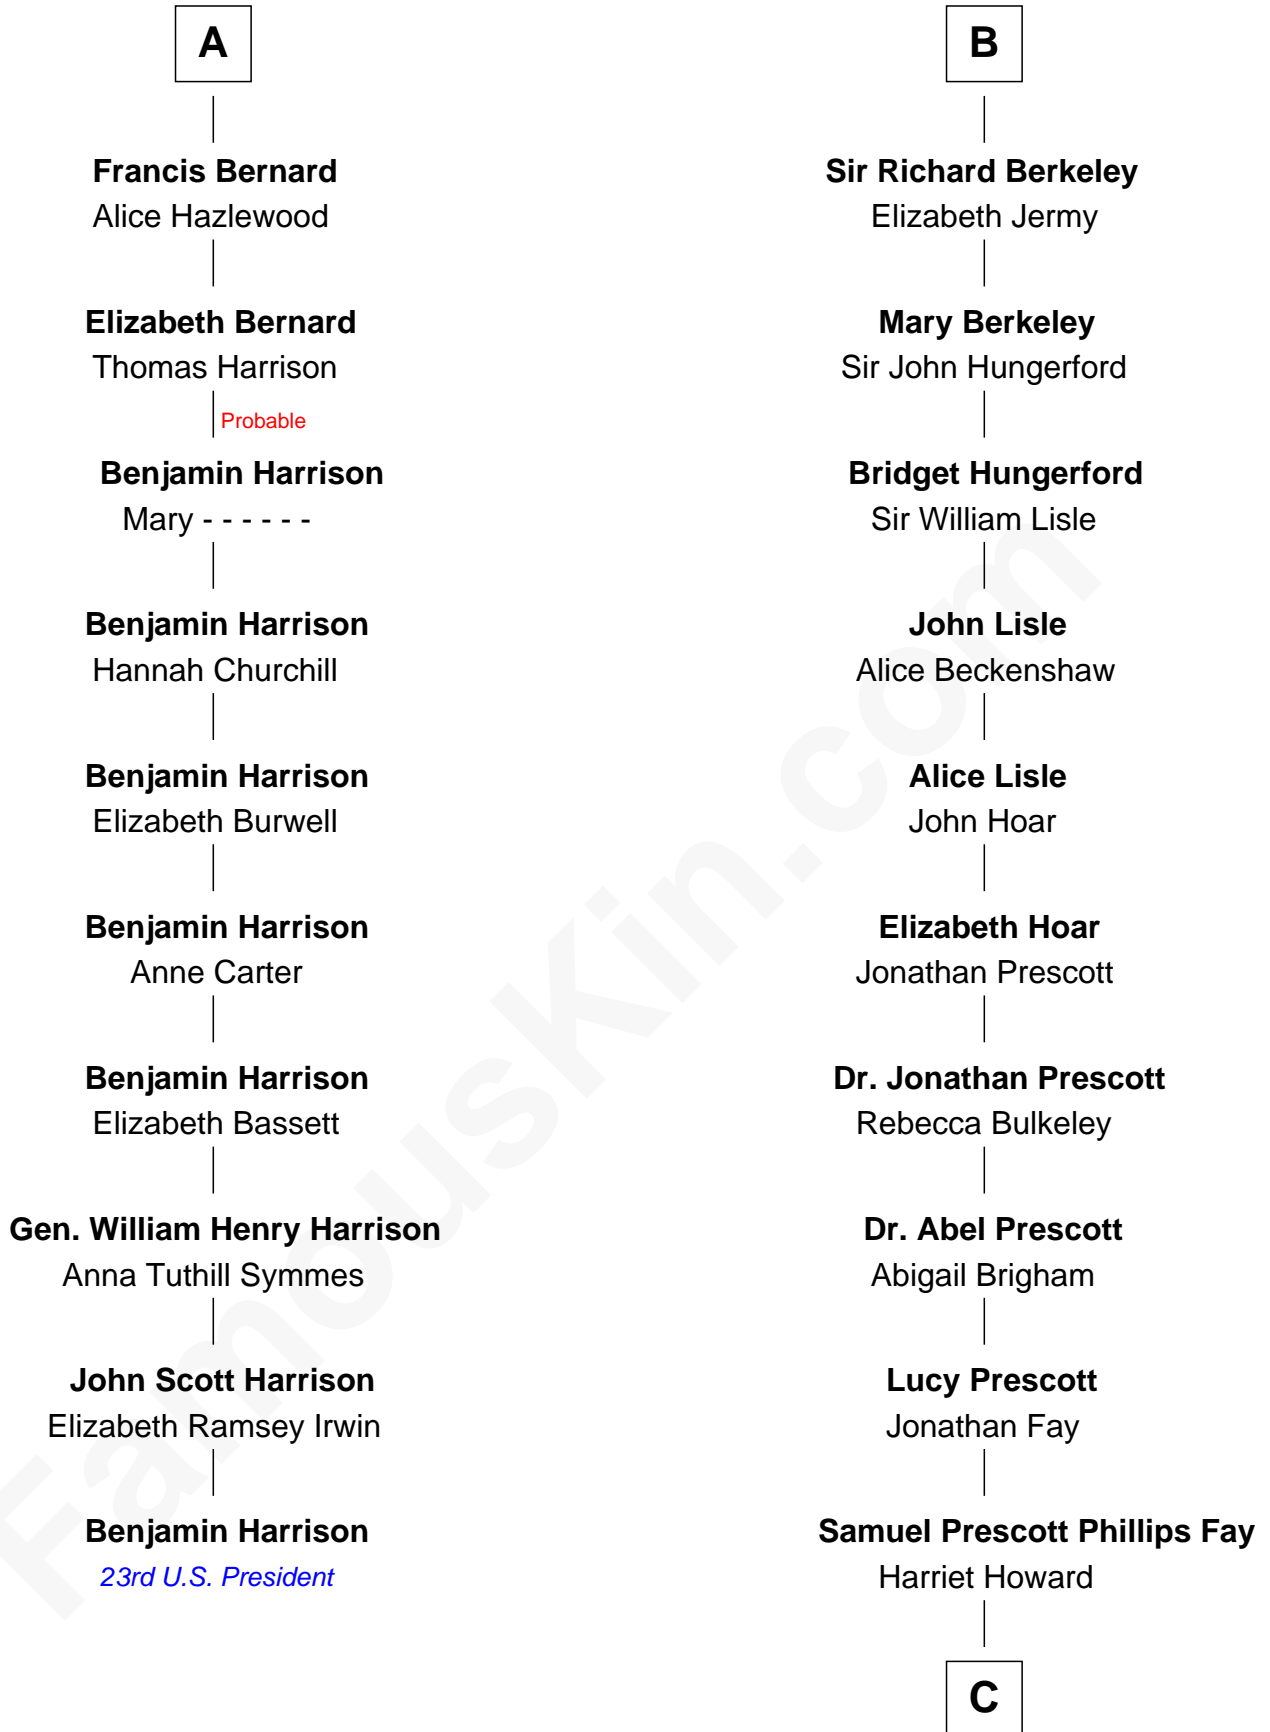 A
Francis Bernard
Alice Hazlewood
Elizabeth Bernard
Thomas Harrison
Probable
Benjamin Harrison
Mary - - - - - -
Benjamin Harrison
Hannah Churchill
Benjamin Harrison
Elizabeth Burwell
Benjamin Harrison
Anne Carter
Benjamin Harrison
Elizabeth Bassett
Gen. William Henry Harrison
Anna Tuthill Symmes
John Scott Harrison
Elizabeth Ramsey Irwin
Benjamin Harrison
23rd U.S. President
B
Sir Richard Berkeley
Elizabeth Jermy
Mary Berkeley
Sir John Hungerford
Bridget Hungerford
Sir William Lisle
John Lisle
Alice Beckenshaw
Alice Lisle
John Hoar
Elizabeth Hoar
Jonathan Prescott
Dr. Jonathan Prescott
Rebecca Bulkeley
Dr. Abel Prescott
Abigail Brigham
Lucy Prescott
Jonathan Fay
Samuel Prescott Phillips Fay
Harriet Howard
C
FamousKin.com